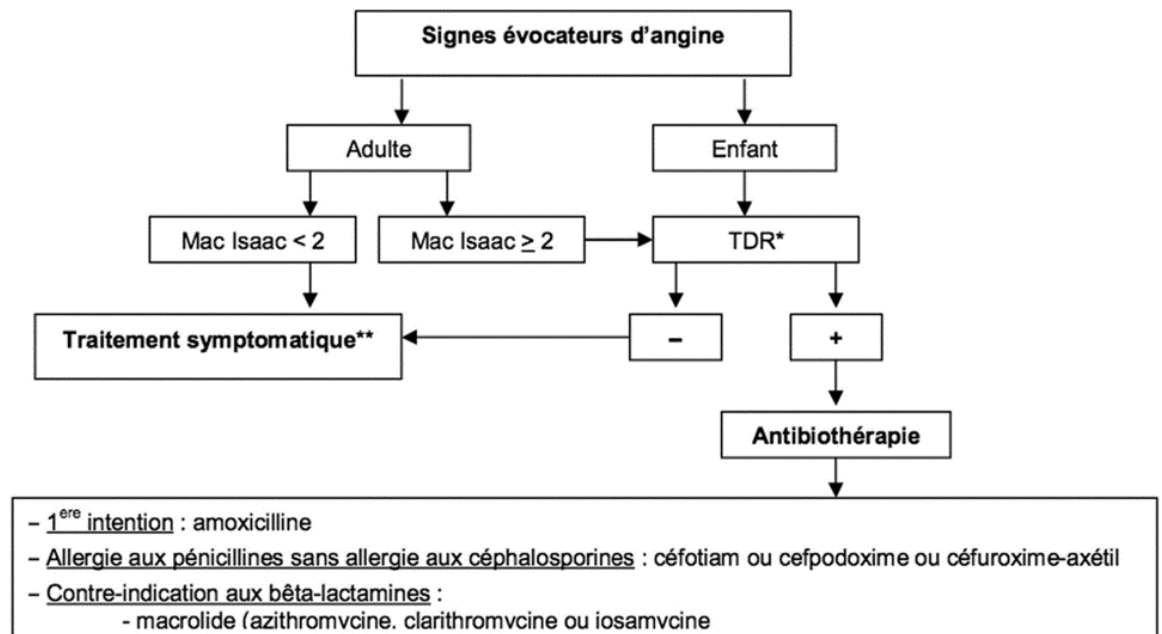 Signes évocateurs d'angine
Adulte
Enfant
Mac Isaac < 2
Mac Isaac ≥ 2
TDR*
Traitement symptomatique**
–
+
Antibiothérapie
– 1ere intention : amoxicilline
– Allergie aux pénicillines sans allergie aux céphalosporines : céfotiam ou cefpodoxime ou céfuroxime-axétil
– Contre-indication aux bêta-lactamines :
- macrolide (azithromycine, clarithromycine ou josamycine